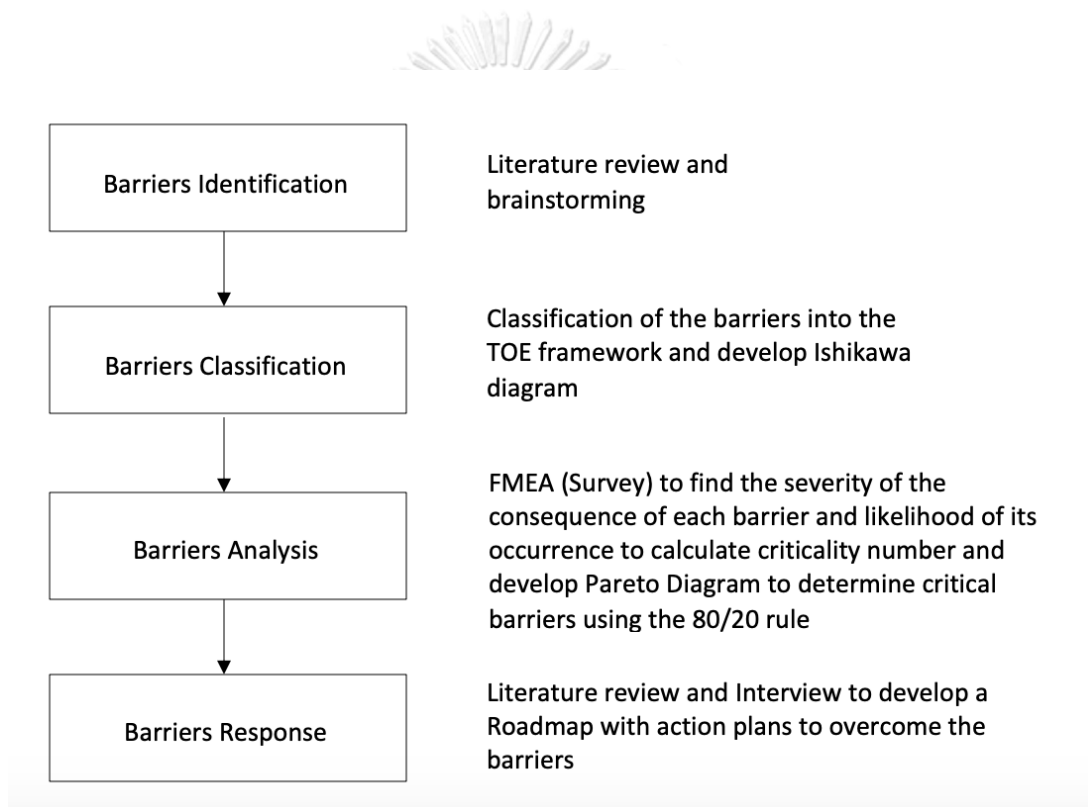 Barriers Identification
Literature review and
brainstorming
Barriers Classification
Classification of the barriers into the
TOE framework and develop Ishikawa
diagram
Barriers Analysis
FMEA (Survey) to find the severity of the
consequence of each barrier and likelihood of its
occurrence to calculate criticality number and
develop Pareto Diagram to determine critical
barriers using the 80/20 rule
Barriers Response
Literature review and Interview to develop a
Roadmap with action plans to overcome the
barriers